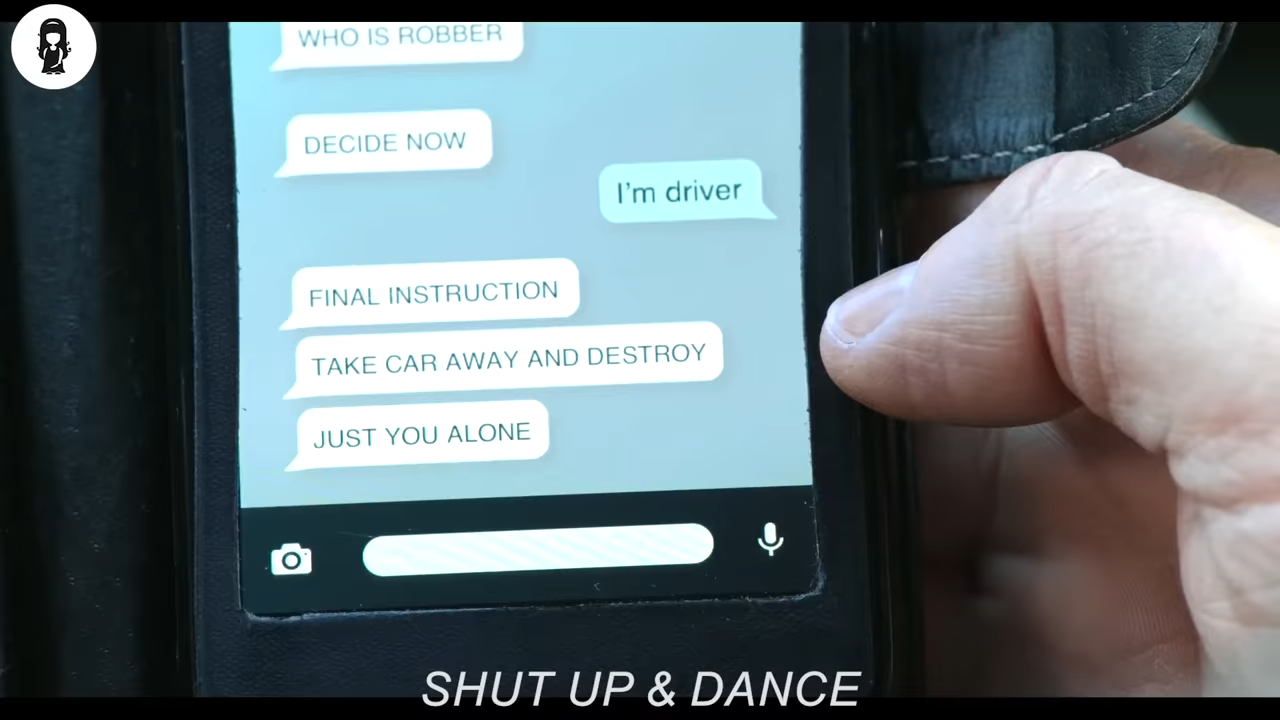 WHO IS ROBBER
DECIDE NOW
I'm driver
FINAL INSTRUCTION
TAKE CAR AWAY AND DESTROY
JUST YOU ALONE
SHUT UP & DANCE